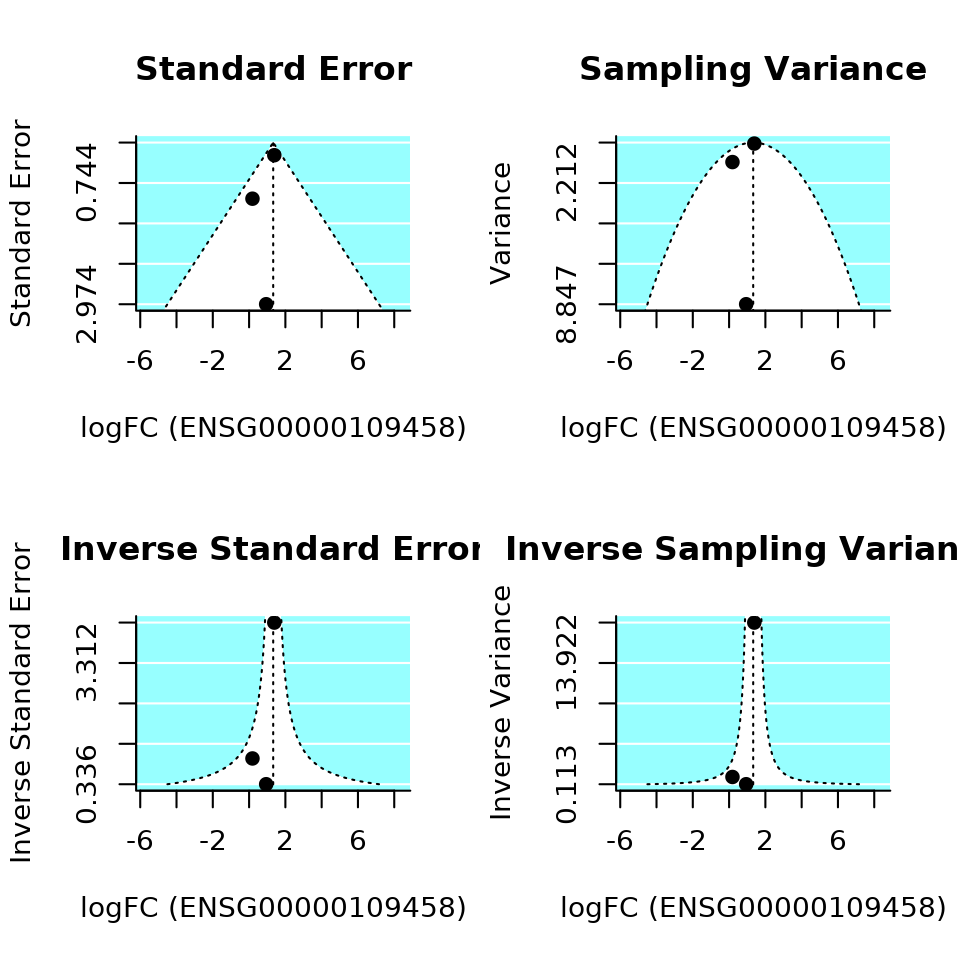 Standard Error
Standard Error
0.744
2.974
-6 -2 2 6
logFC (ENSG00000109458)
Sampling Variance
Variance
2.212
8.847
-6 -2 2 6
logFC (ENSG00000109458)
Inverse Standard Error
Inverse Standard Error
3.312
0.336
-6 -2 2 6
logFC (ENSG00000109458)
Inverse Sampling Varian
Inverse Variance
13.922
0.113
-6 -2 2 6
logFC (ENSG00000109458)